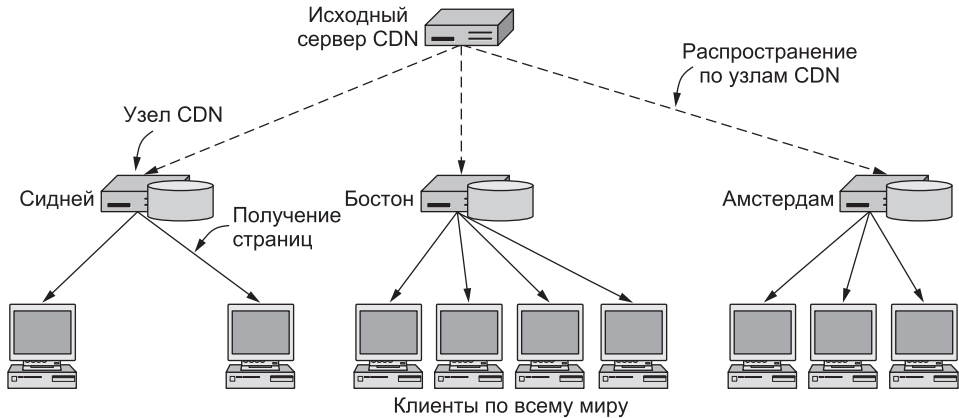 Исходный
сервер CDN
Распространение
по узлам CDN
Узел CDN
Сидней
Получение
страниц
Бостон
Амстердам
Клиенты по всему миру